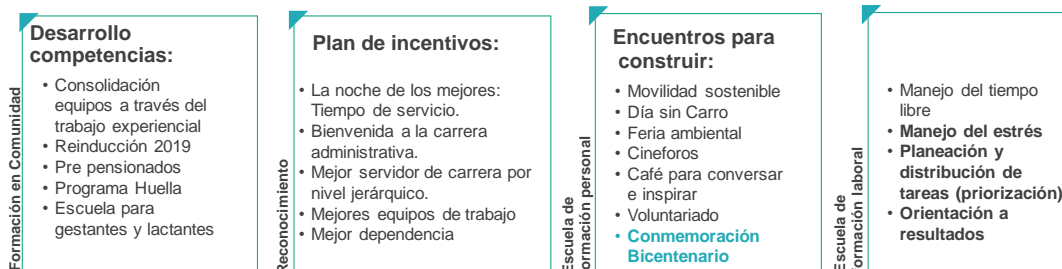 Formación en Comunidad
Desarrollo
competencias:
• Consolidación
equipos a través del
trabajo experiencial
• Reinducción 2019
• Pre pensionados
• Programa Huella
• Escuela para
gestantes y lactantes
Reconocimiento
Plan de incentivos:
• La noche de los mejores:
Tiempo de servicio.
• Bienvenida a la carrera
administrativa.
• Mejor servidor de carrera por
nivel jerárquico.
• Mejores equipos de trabajo
• Mejor dependencia
Escuela de
formación personal
Encuentros para
construir:
• Movilidad sostenible
• Día sin Carro
• Feria ambiental
• Cineforos
• Café para conversar
e inspirar
• Voluntariado
• Conmemoración
Bicentenario
Escuela de
formación laboral
• Manejo del tiempo
libre
• Manejo del estrés
• Planeación y
distribución de
tareas (priorización)
• Orientación a
resultados